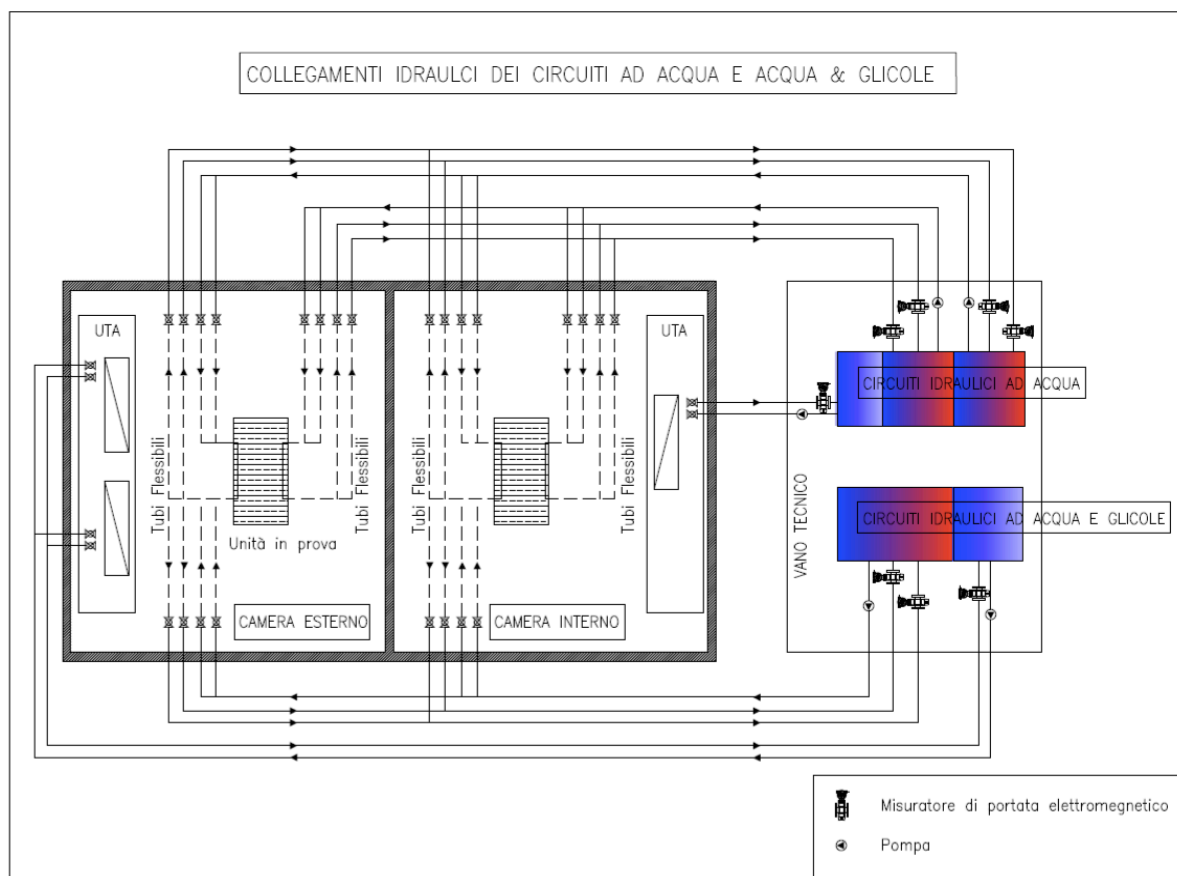 COLLEGAMENTI IDRAULCI DEI CIRCUITI AD ACQUA E ACQUA & GLICOLE
UTA
UTA
CIRCUITI IDRAULICI AD ACQUA
Tubi Flessibili
Tubi Flessibili
Tubi Flessibili
Tubi Flessibili
VANO TECNICO
CIRCUITI IDRAULICI AD ACQUA E GLICOLE
Unità in prova
CAMERA ESTERNO
CAMERA INTERNO
Misuratore di portata elettromegnetico
Pompa